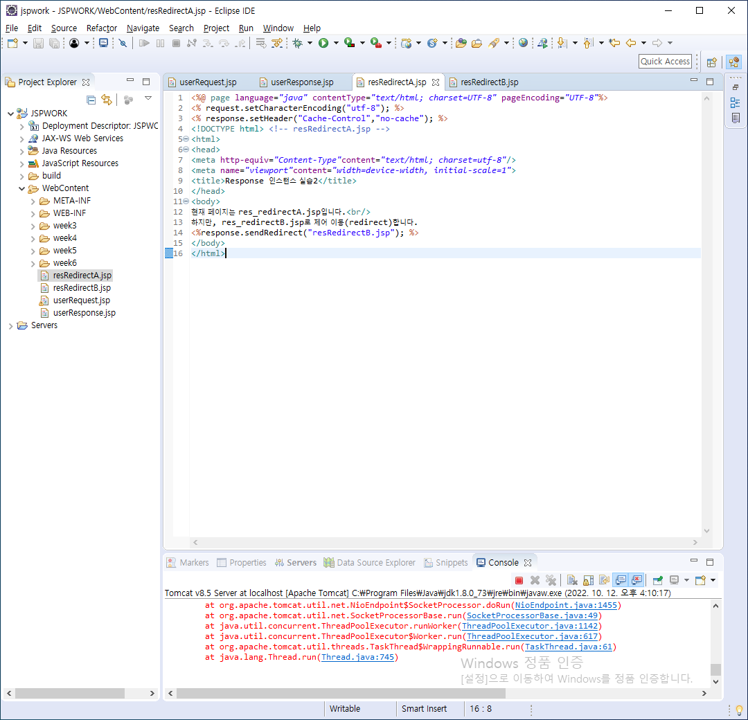 jspwork - JSPWORK/WebContent/resRedirectA.jsp - Eclipse IDE
File Edit Source Refactor Navigate Search Project Run Window Help
Quick Access
Project Explorer
JSPWORK
Deployment Descriptor: JSPWC
JAX-WS Web Services
Java Resources
JavaScript Resources
build
WebContent
META-INF
WEB-INF
week3
week4
week5
week6
resRedirectA.jsp
resRedirectB.jsp
userRequest.jsp
userResponse.jsp
Servers
userRequest.jsp userResponse.jsp resRedirectA.jsp resRedirectB.jsp
1 <%@ page language="java" contentType="text/html; charset=UTF-8" pageEncoding="UTF-8"%>
2 <% request.setCharacterEncoding("utf-8"); %>
3 <% response.setHeader("Cache-Control","no-cache"); %>
4 <!DOCTYPE html> <!-- resRedirectA.jsp -->
5 <html>
6 <head>
7 <meta http-equiv="Content-Type"content="text/html; charset=utf-8"/>
8 <meta name="viewport"content="width=device-width, initial-scale=1">
9 <title>Response 인스턴스 실습2</title>
10 </head>
11 <body>
12 현재 페이지는 res_redirectA.jsp입니다.<br/>
13 하지만, res_redirectB.jsp로 제어 이동(redirect)합니다.
14 <%response.sendRedirect("resRedirectB.jsp"); %>
15 </body>
16 </html>
Markers Properties Servers Data Source Explorer Snippets Console
Tomcat v8.5 Server at localhost [Apache Tomcat] C:₩Program Files₩Java₩jdk1.8.0_73₩jre₩bin₩javaw.exe (2022. 10. 12. 오후 4:10:17)
at org.apache.tomcat.util.net.NioEndpoint$SocketProcessor.doRun(NioEndpoint.java:1455)
at org.apache.tomcat.util.net.SocketProcessorBase.run(SocketProcessorBase.java:49)
at java.util.concurrent.ThreadPoolExecutor.runWorker(ThreadPoolExecutor.java:1142)
at java.util.concurrent.ThreadPoolExecutor$Worker.run(ThreadPoolExecutor.java:617)
at org.apache.tomcat.util.threads.TaskThread$WrappingRunnable.run(TaskThread.java:61)
at java.lang.Thread.run(Thread.java:745)
Windows 정품 인증
[설정]으로 이동하여 Windows를 정품 인증합니다.
Writable Smart Insert 16 : 8